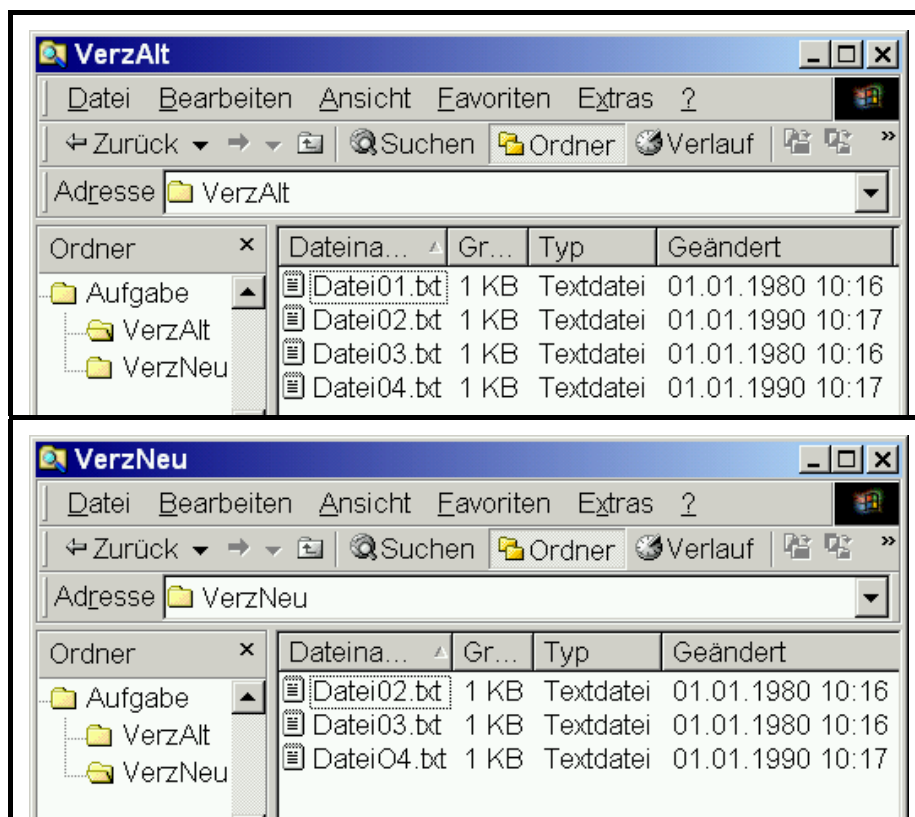 VerzAlt
Datei Bearbeiten Ansicht Favoriten Extras ?
Zurück Suchen Ordner Verlauf »
Adresse VerzAlt
Ordner × Dateina... Gr... Typ Geändert
Aufgabe Datei01.txt 1 KB Textdatei 01.01.1980 10:16
VerzAlt Datei02.txt 1 KB Textdatei 01.01.1990 10:17
VerzNeu Datei03.txt 1 KB Textdatei 01.01.1980 10:16
Datei04.txt 1 KB Textdatei 01.01.1990 10:17
VerzNeu
Datei Bearbeiten Ansicht Favoriten Extras ?
Zurück Suchen Ordner Verlauf »
Adresse VerzNeu
Ordner × Dateina... Gr... Typ Geändert
Aufgabe Datei02.txt 1 KB Textdatei 01.01.1980 10:16
VerzAlt Datei03.txt 1 KB Textdatei 01.01.1980 10:16
VerzNeu DateiO4.txt 1 KB Textdatei 01.01.1990 10:17